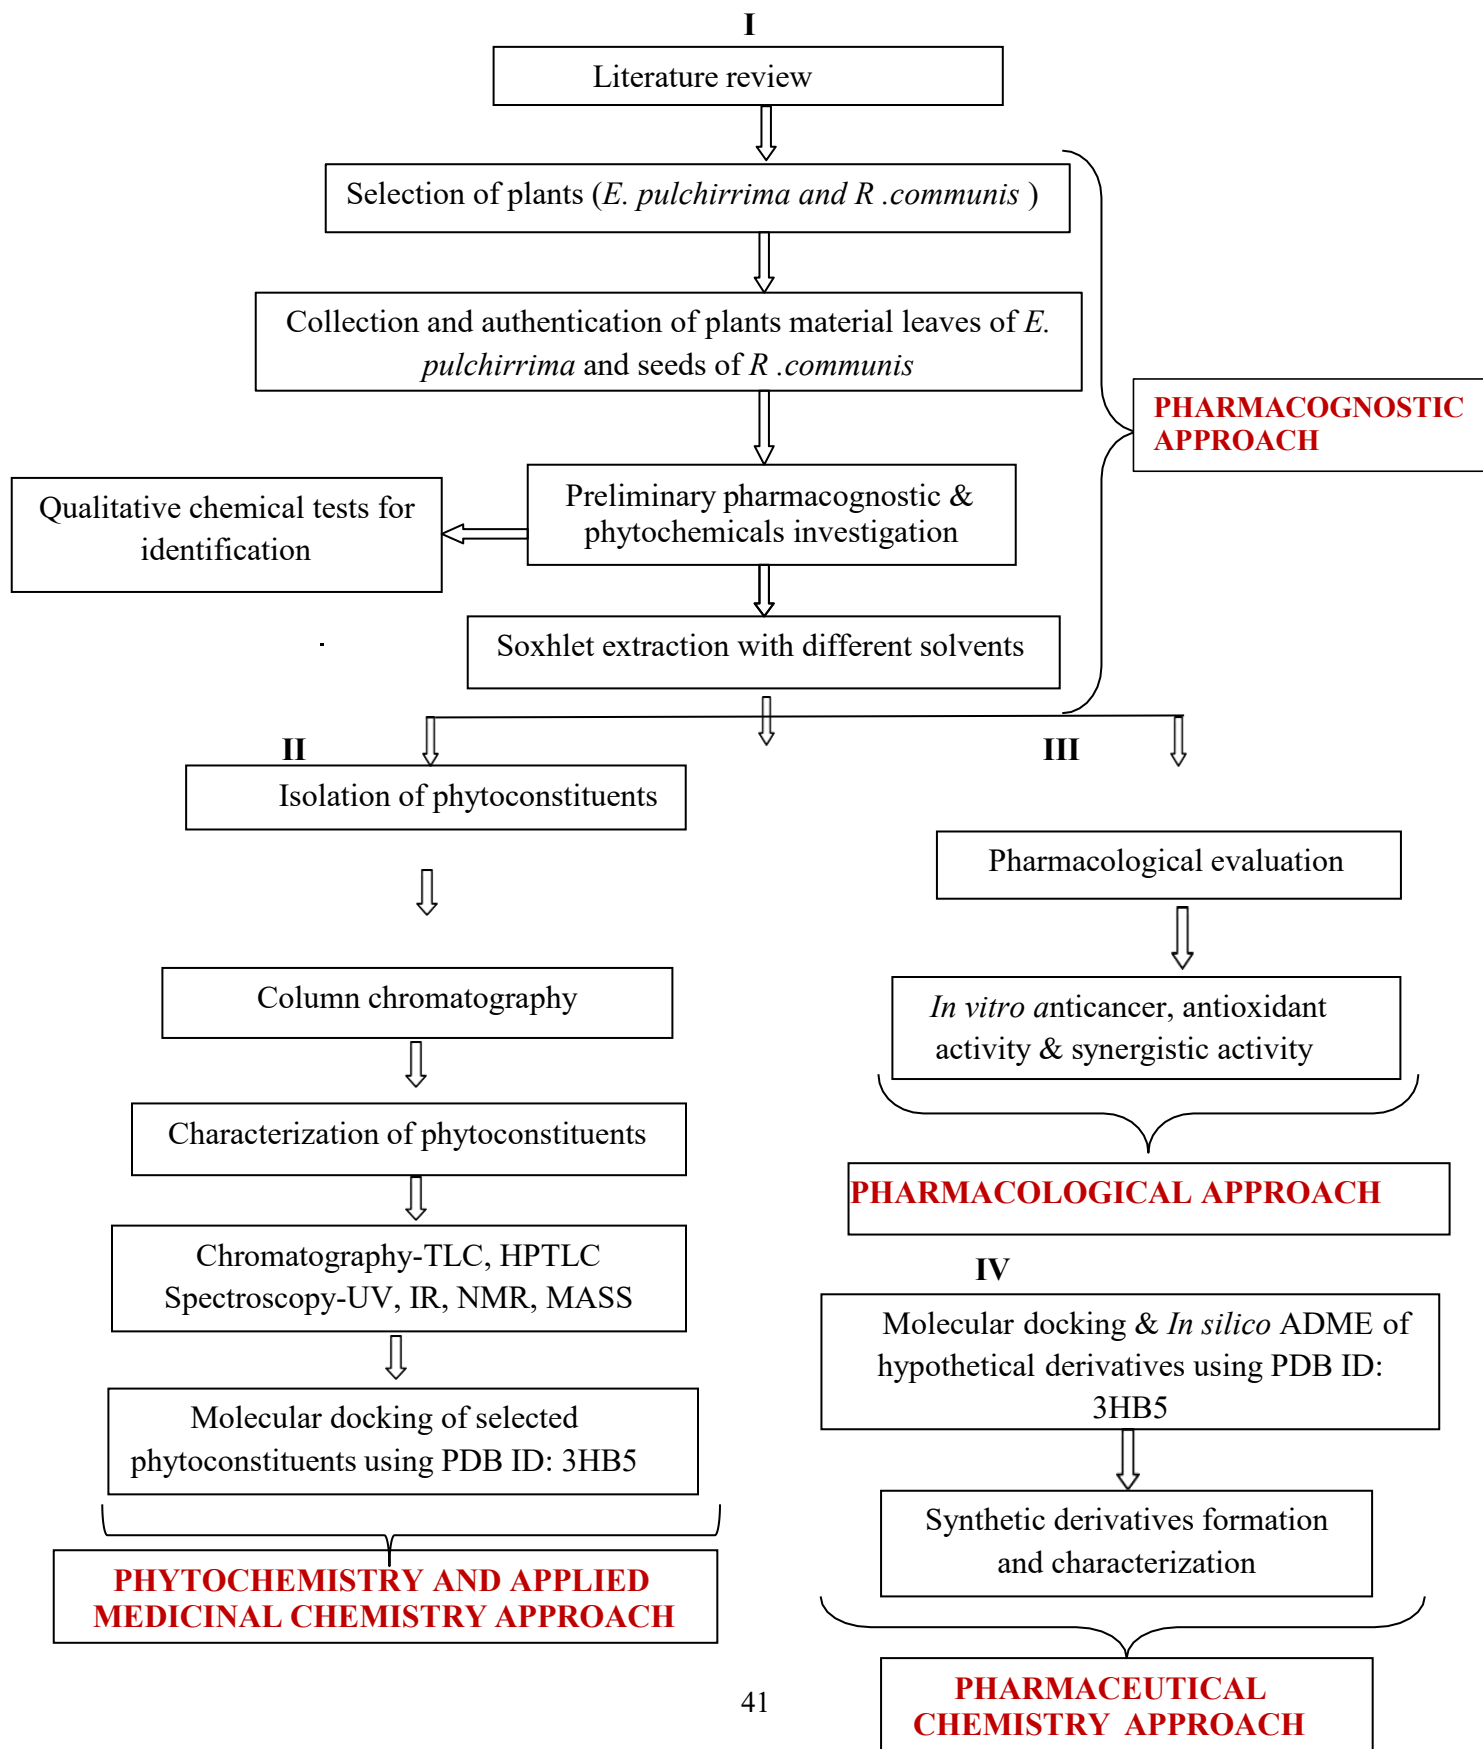 I
Literature review
Selection of plants (E. pulchirrima and R .communis )
Collection and authentication of plants material leaves of E.
pulchirrima and seeds of R .communis
PHARMACOGNOSTIC
APPROACH
Qualitative chemical tests for
identification
Preliminary pharmacognostic &
phytochemicals investigation
Soxhlet extraction with different solvents
II
Isolation of phytoconstituents
Column chromatography
Characterization of phytoconstituents
Chromatography-TLC, HPTLC
Spectroscopy-UV, IR, NMR, MASS
Molecular docking of selected
phytoconstituents using PDB ID: 3HB5
PHYTOCHEMISTRY AND APPLIED
MEDICINAL CHEMISTRY APPROACH
III
Pharmacological evaluation
In vitro anticancer, antioxidant
activity & synergistic activity
PHARMACOLOGICAL APPROACH
IV
Molecular docking & In silico ADME of
hypothetical derivatives using PDB ID:
3HB5
Synthetic derivatives formation
and characterization
PHARMACEUTICAL
CHEMISTRY APPROACH
41